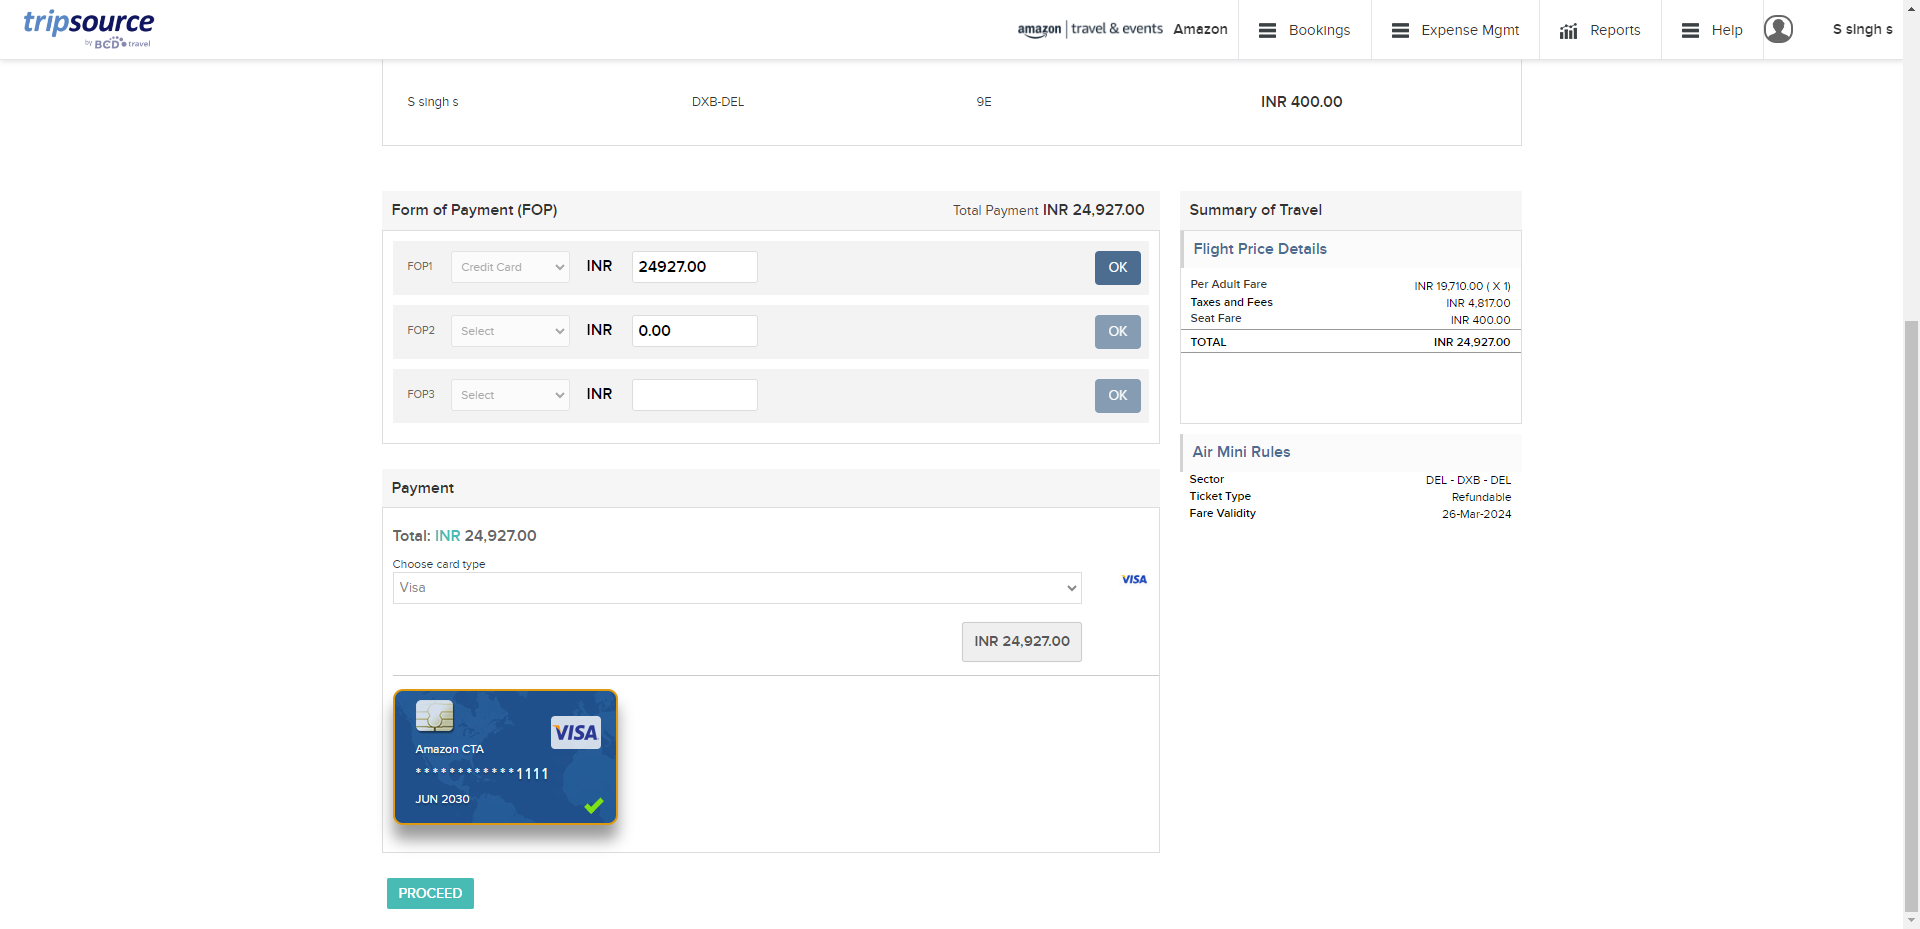 tripsource
by BCD travel
amazon | travel & events Amazon
Bookings
Expense Mgmt
Reports
Help
S singh s
S singh s DXB-DEL 9E INR 400.00
Form of Payment (FOP) Total Payment INR 24,927.00
FOP1 Credit Card INR 24927.00 OK
FOP2 Select INR 0.00 OK
FOP3 Select INR OK
Payment
Total: INR 24,927.00
Choose card type
Visa
VISA
INR 24,927.00
VISA
Amazon CTA
************1111
JUN 2030
PROCEED
Summary of Travel
Flight Price Details
Per Adult Fare INR 19,710.00 ( X 1)
Taxes and Fees INR 4,817.00
Seat Fare INR 400.00
TOTAL INR 24,927.00
Air Mini Rules
Sector DEL - DXB - DEL
Ticket Type Refundable
Fare Validity 26-Mar-2024